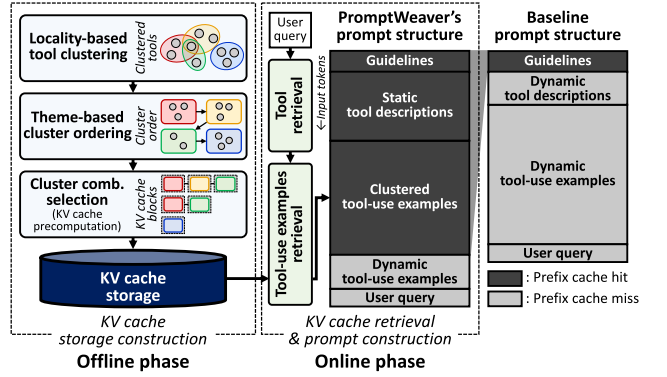 Locality-based
tool clustering
Clustered
tools
Theme-based
cluster ordering
Cluster
order
Cluster comb.
selection
(KV cache
precomputation)
KV cache
blocks
KV cache
storage
KV cache
storage construction
Offline phase
User
query
Tool
retrieval
Tool-use examples
retrieval
←Input tokens
PromptWeaver's
prompt structure
Guidelines
Static
tool descriptions
Clustered
tool-use examples
Dynamic
tool-use examples
User query
KV cache retrieval
& prompt construction
Online phase
Baseline
prompt structure
Guidelines
Dynamic
tool descriptions
Dynamic
tool-use examples
User query
: Prefix cache hit
: Prefix cache miss